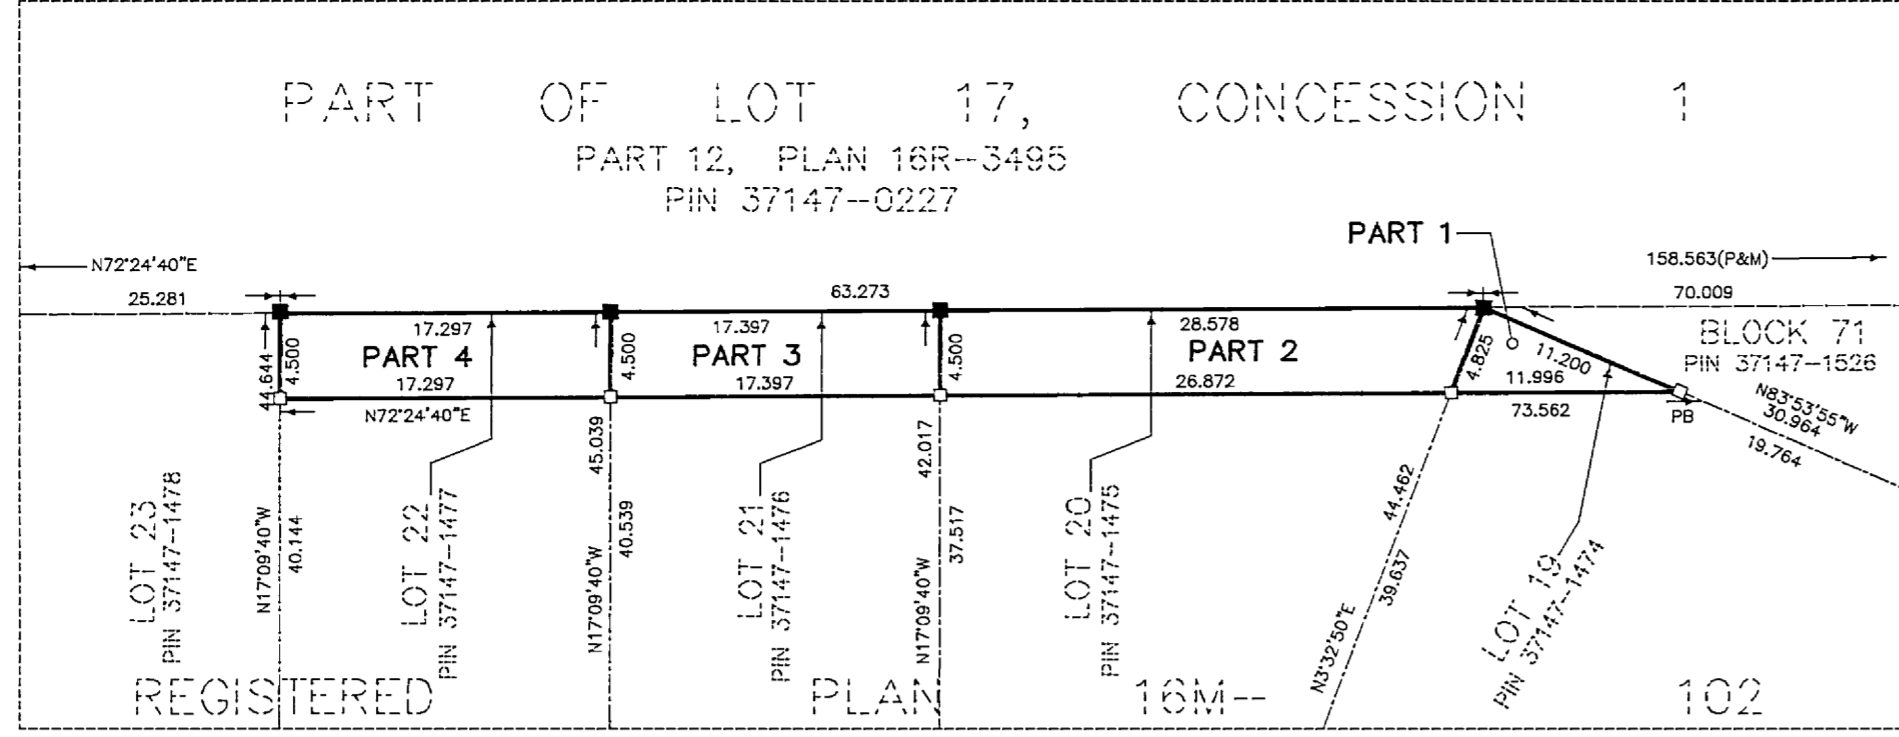 PART OF LOT 17, CONCESSION 1
PART 12, PLAN 16R-3495
PIN 37147-0227
PART 1
N72°24'40"E
158.563(P&M)
25.281
63.273
70.009
17.297
17.397
28.578
BLOCK 71
PIN 37147-1526
44.644
4.500
PART 4
4.500
PART 3
4.500
PART 2
4.825
11.200
17.297
17.397
26.872
11.996
N72°24'40"E
73.562
PB
N83°53'55"W
30.964
19.764
45.039
42.017
44.462
LOT 23
PIN 37147-1478
N17°09'40"W
40.144
LOT 22
PIN 37147-1477
N17°09'40"W
40.539
LOT 21
PIN 37147-1476
N17°09'40"W
37.517
LOT 20
PIN 37147-1475
N3°32'50"E
39.637
LOT 19
PIN 37147-1474
REGISTERED PLAN 16M-102